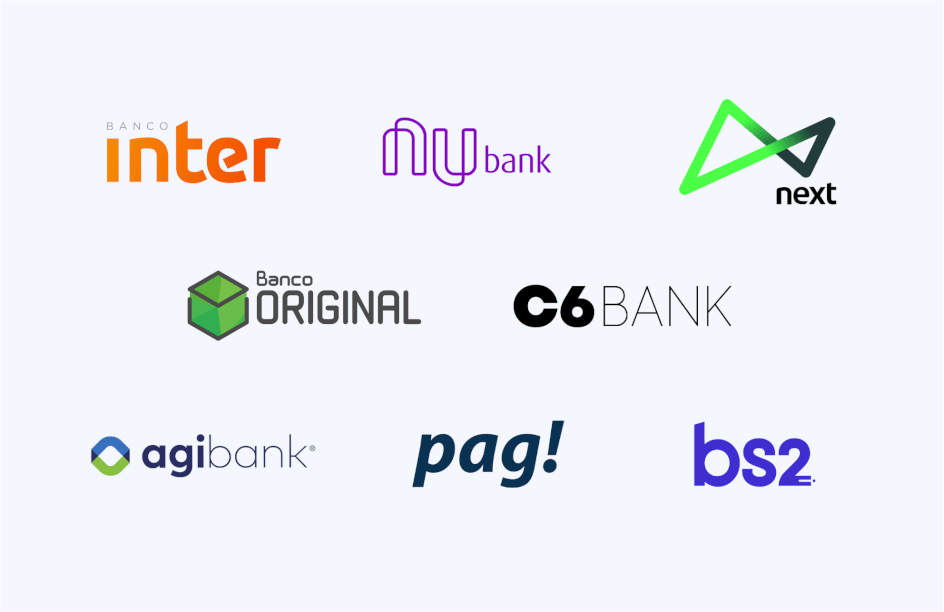 BANCO
inter
nu bank
next
Banco
ORIGINAL
C6 BANK
agibank®
pag!
bs2